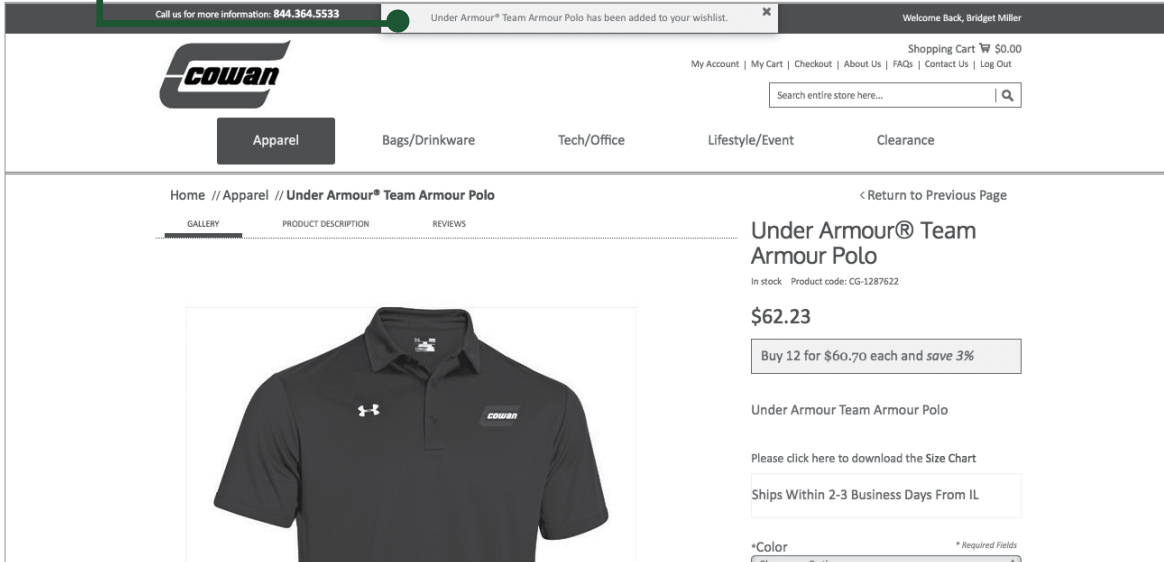 Call us for more information: 844.364.5533
Under Armour® Team Armour Polo has been added to your wishlist.
Welcome Back, Bridget Miller
Shopping Cart $0.00
My Account | My Cart | Checkout | About Us | FAQs | Contact Us | Log Out
cowan
Search entire store here...
Apparel Bags/Drinkware Tech/Office Lifestyle/Event Clearance
Home // Apparel // Under Armour® Team Armour Polo
< Return to Previous Page
GALLERY PRODUCT DESCRIPTION REVIEWS
Under Armour® Team
Armour Polo
In stock Product code: CG-1287622
$62.23
Buy 12 for $60.70 each and save 3%
cowan
Under Armour Team Armour Polo
Please click here to download the Size Chart
Ships Within 2-3 Business Days From IL
*Color
* Required Fields